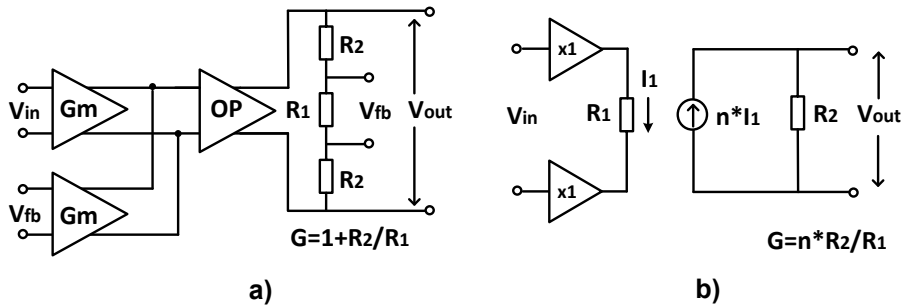 R2
Vin
Gm
OP
R1
Vfb
Vout
Vfb
Gm
R2
G=1+R2/R1
a)
x1
I1
Vin
R1
n*I1
R2
Vout
x1
G=n*R2/R1
b)